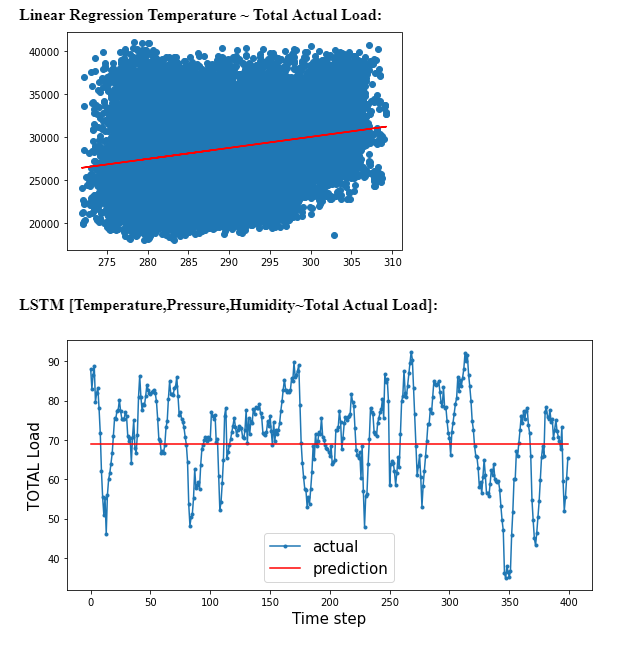 Linear Regression Temperature ~ Total Actual Load:
40000
35000
30000
25000
20000
275 280 285 290 295 300 305 310
LSTM [Temperature,Pressure,Humidity~Total Actual Load]:
90
80
70
60
50
40
TOTAL Load
actual
prediction
0 50 100 150 200 250 300 350 400
Time step